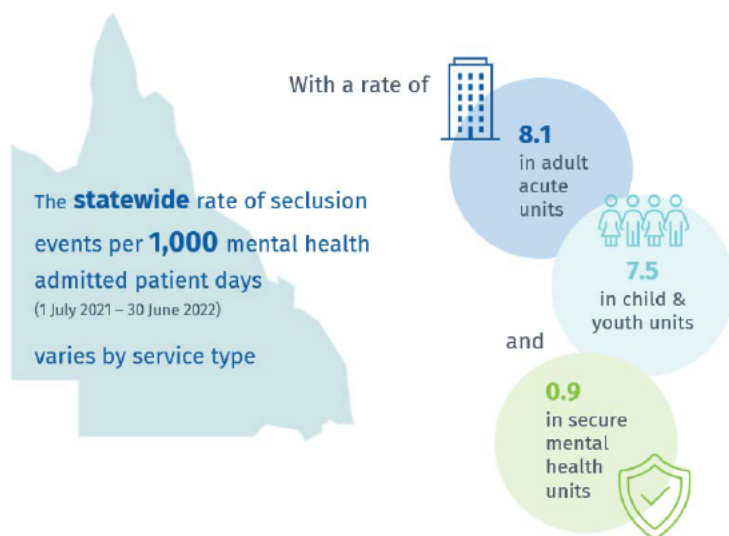 The statewide rate of seclusion
events per 1,000 mental health
admitted patient days
(1 July 2021 – 30 June 2022)
varies by service type
With a rate of
8.1
in adult
acute
units
7.5
in child &
youth units
and
0.9
in secure
mental
health
units